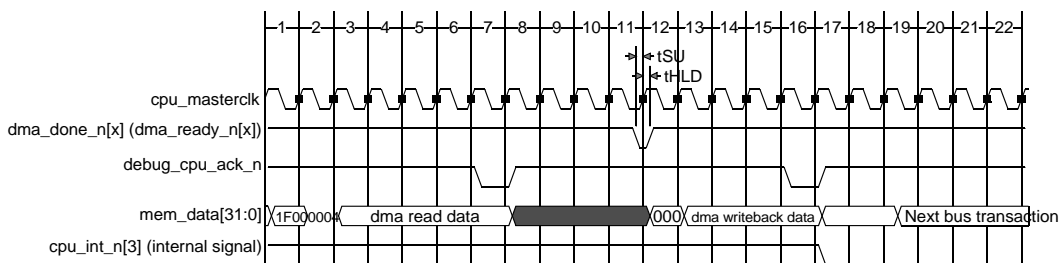 1 2 3 4 5 6 7 8 9 10 11 12 13 14 15 16 17 18 19 20 21 22
tSU
tHLD
cpu_masterclk
dma_done_n[x] (dma_ready_n[x])
debug_cpu_ack_n
mem_data[31:0] 1F000004 dma read data 000 dma writeback data Next bus transaction
cpu_int_n[3] (internal signal)